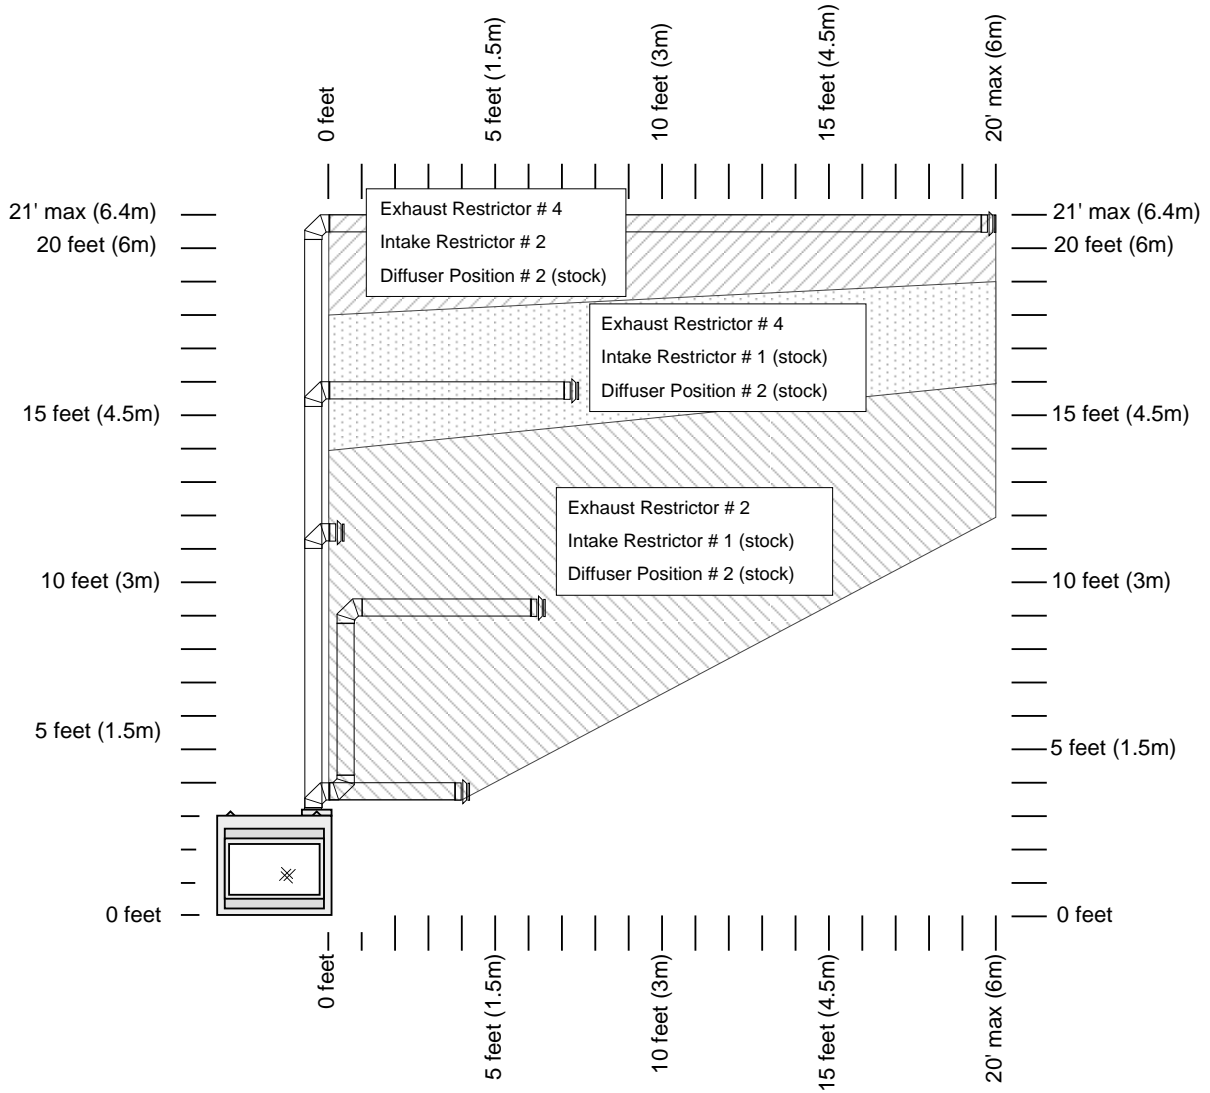 0 feet
5 feet (1.5m)
10 feet (3m)
15 feet (4.5m)
20' max (6m)
21' max (6.4m)
20 feet (6m)
15 feet (4.5m)
10 feet (3m)
5 feet (1.5m)
0 feet
Exhaust Restrictor # 4
Intake Restrictor # 2
Diffuser Position # 2 (stock)
Exhaust Restrictor # 4
Intake Restrictor # 1 (stock)
Diffuser Position # 2 (stock)
Exhaust Restrictor # 2
Intake Restrictor # 1 (stock)
Diffuser Position # 2 (stock)
21' max (6.4m)
20 feet (6m)
15 feet (4.5m)
10 feet (3m)
5 feet (1.5m)
0 feet
0 feet
5 feet (1.5m)
10 feet (3m)
15 feet (4.5m)
20' max (6m)